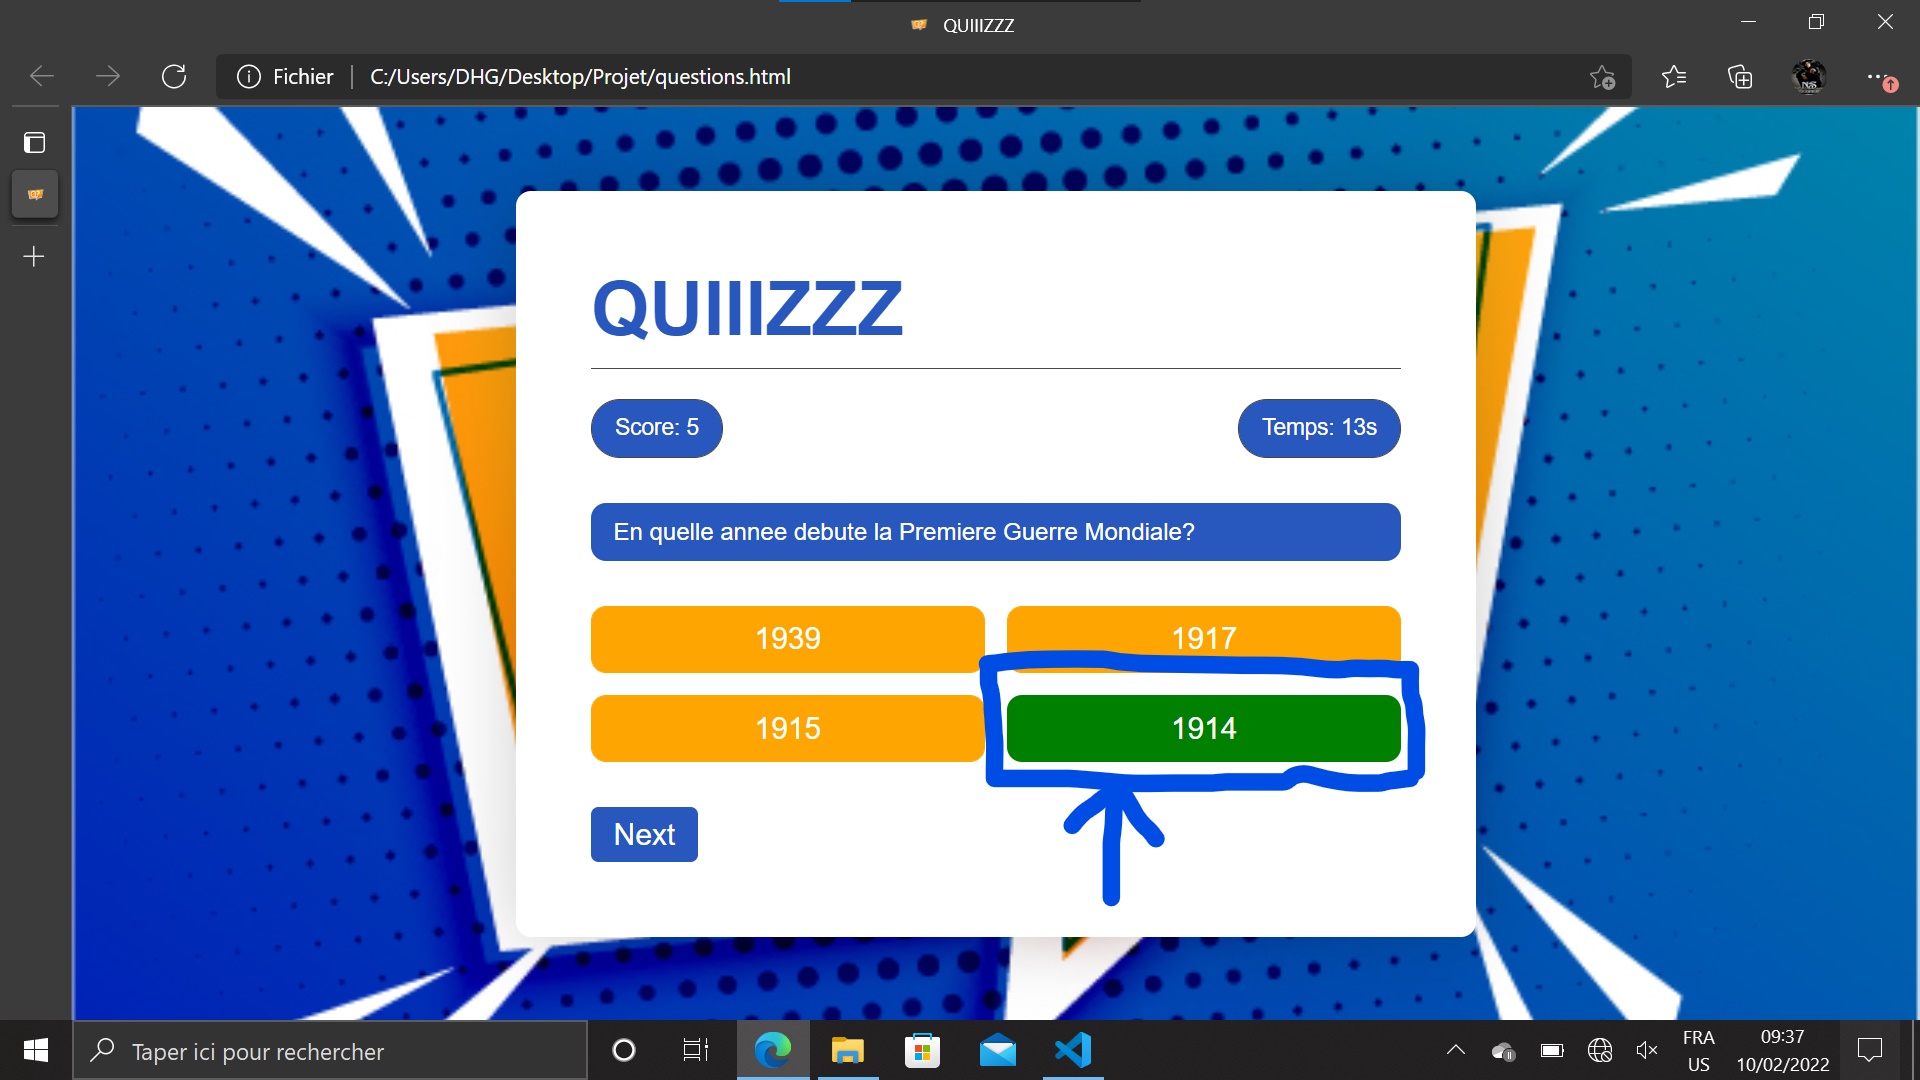 QUIIIZZZ
Fichier
C:/Users/DHG/Desktop/Projet/questions.html
QUIIIZZZ
Score: 5
Temps: 13s
En quelle annee debute la Premiere Guerre Mondiale?
1939
1917
1915
1914
Next
Taper ici pour rechercher
FRA
US
09:37
10/02/2022